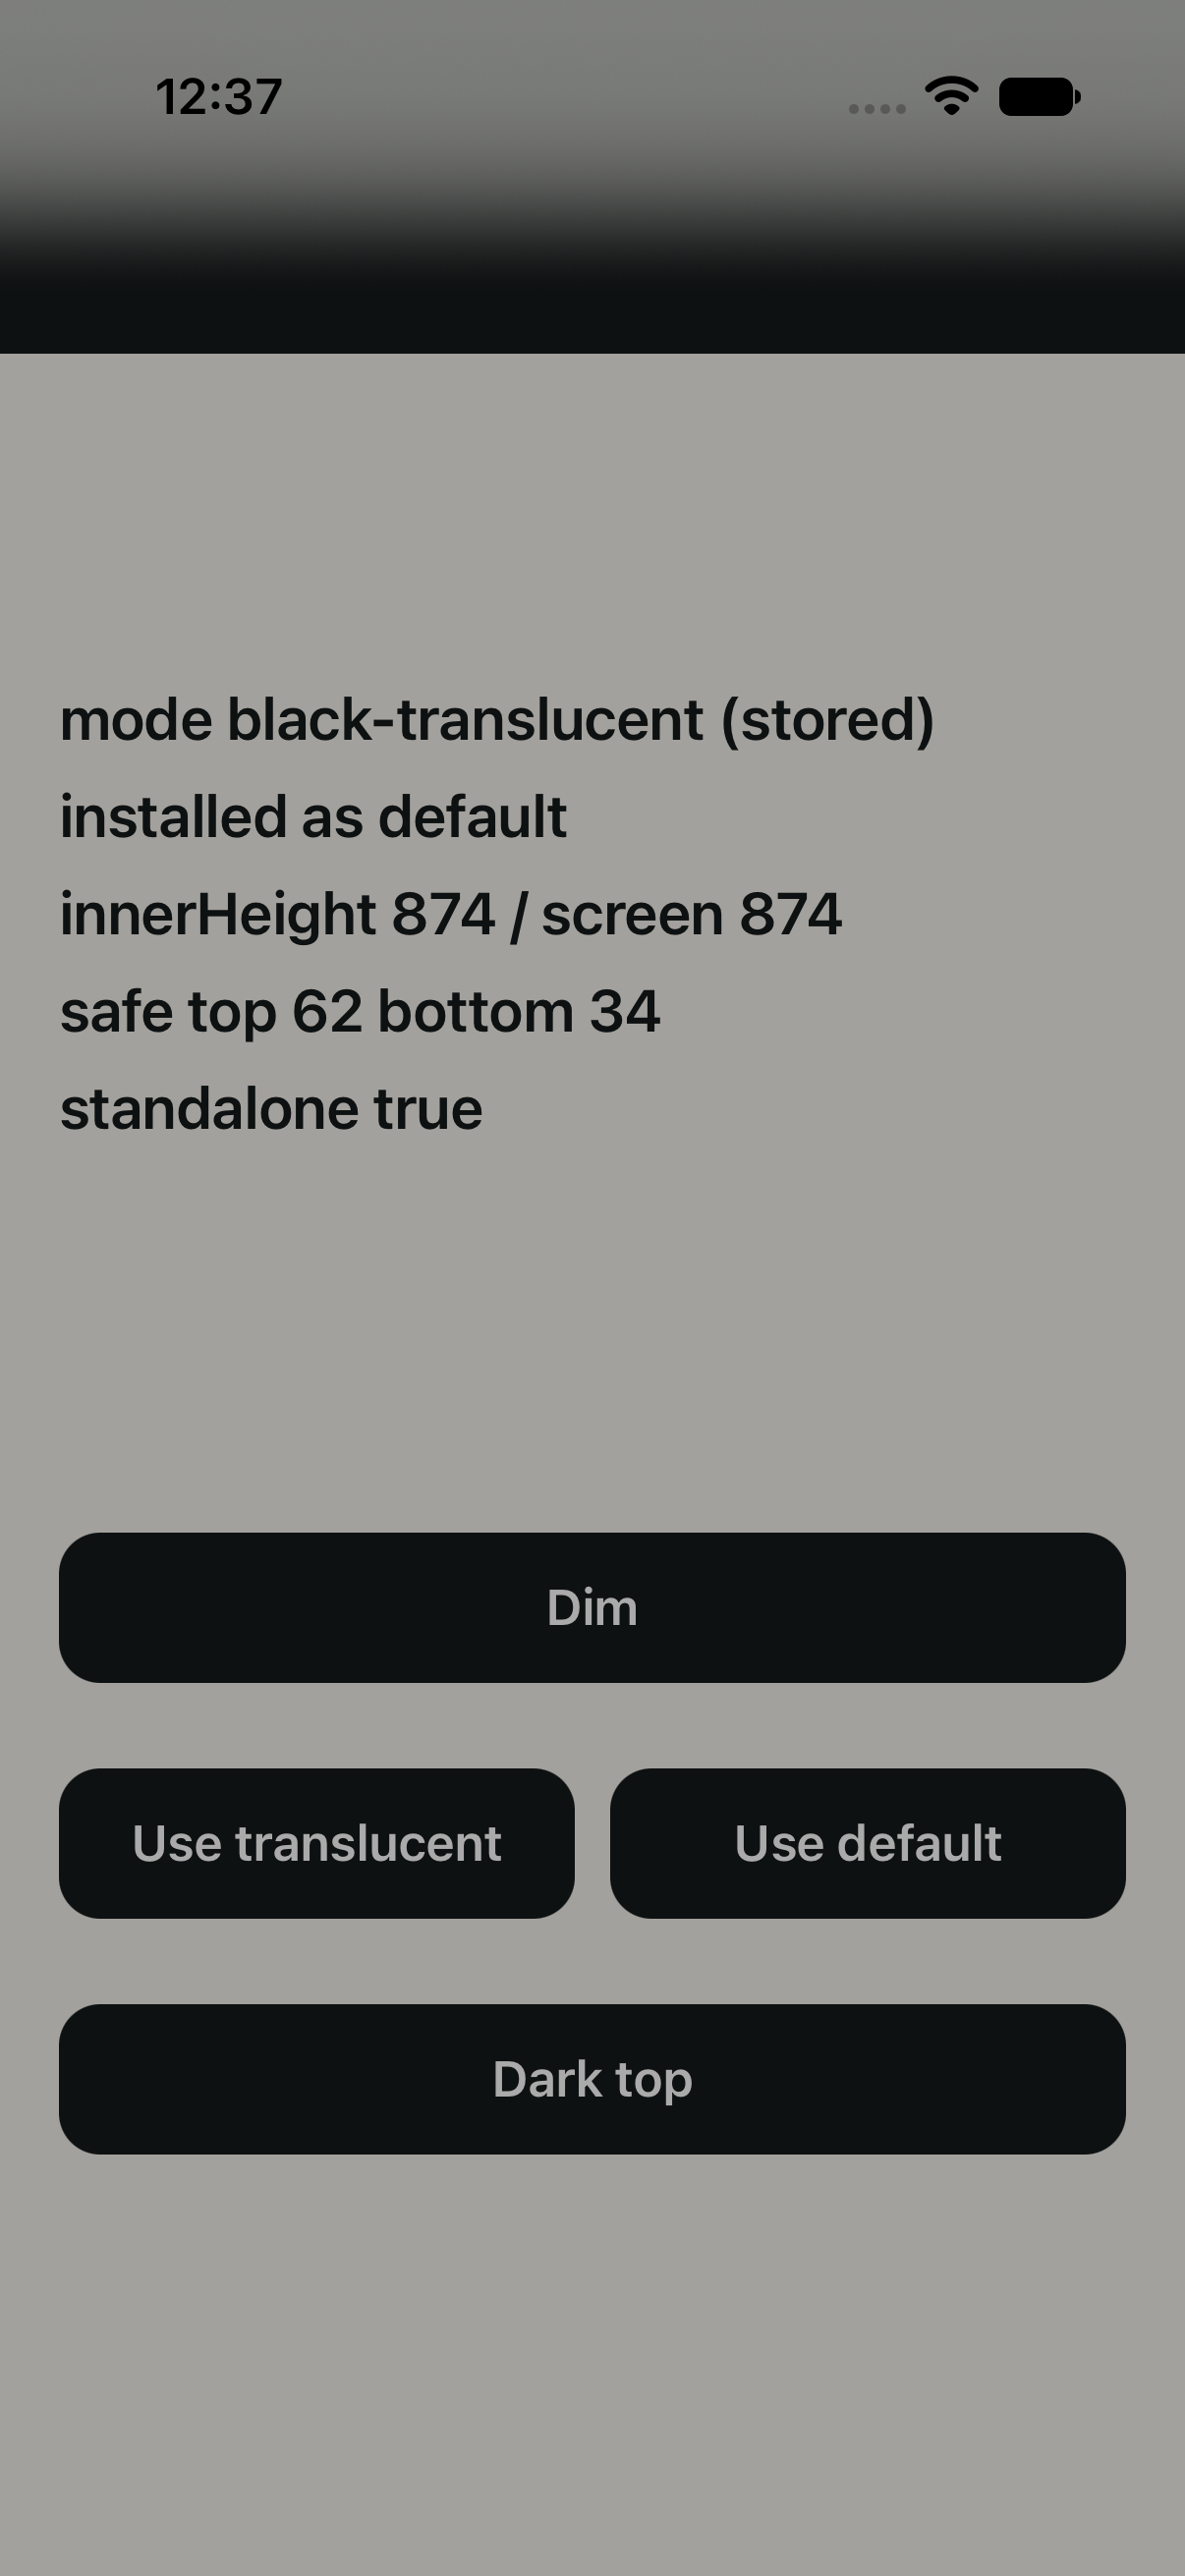 12:37
mode black-translucent (stored)
installed as default
innerHeight 874 / screen 874
safe top 62 bottom 34
standalone true
Dim
Use translucent
Use default
Dark top